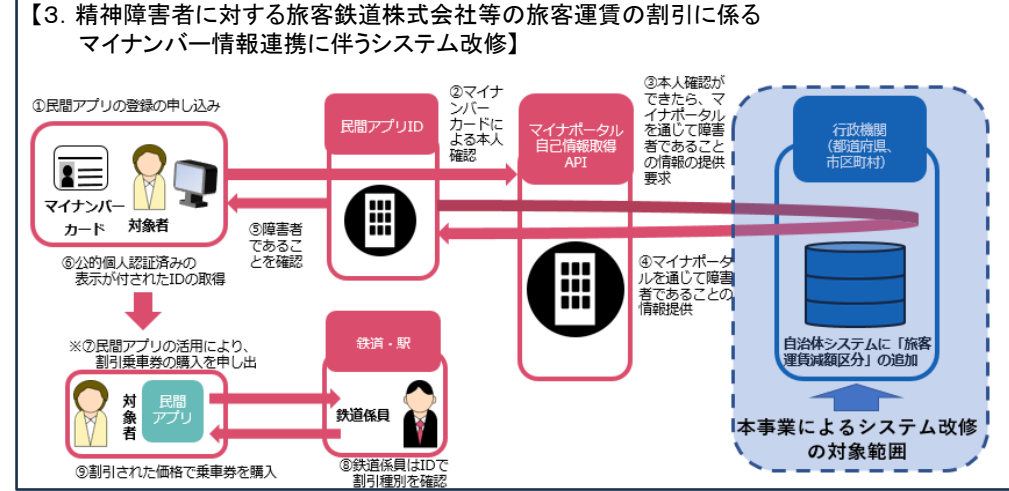 【３．精神障害者に対する旅客鉄道株式会社等の旅客運賃の割引に係る
マイナンバー情報連携に伴うシステム改修】
①民間アプリの登録の申し込み
マイナンバー
カード
対象者
民間アプリID
②マイナ
ンバー
カードに
よる本人
確認
マイナポータル
自己情報取得
API
③本人確認が
できたら、マ
イナポータル
を通じて障害
者であること
の情報の提供
要求
行政機関
（都道府県、
市区町村）
⑤障害者
であるこ
とを確認
④マイナポータ
ルを通じて障害
者であることの
情報提供
⑥公的個人認証済みの
表示が付されたIDの取得
自治体システムに「旅客
運賃減額区分」の追加
本事業によるシステム改修
の対象範囲
※⑦民間アプリの活用により、
割引乗車券の購入を申し出
対象者
民間
アプリ
鉄道・駅
鉄道係員
⑨割引された価格で乗車券を購入
⑧鉄道係員はIDで
割引種別を確認